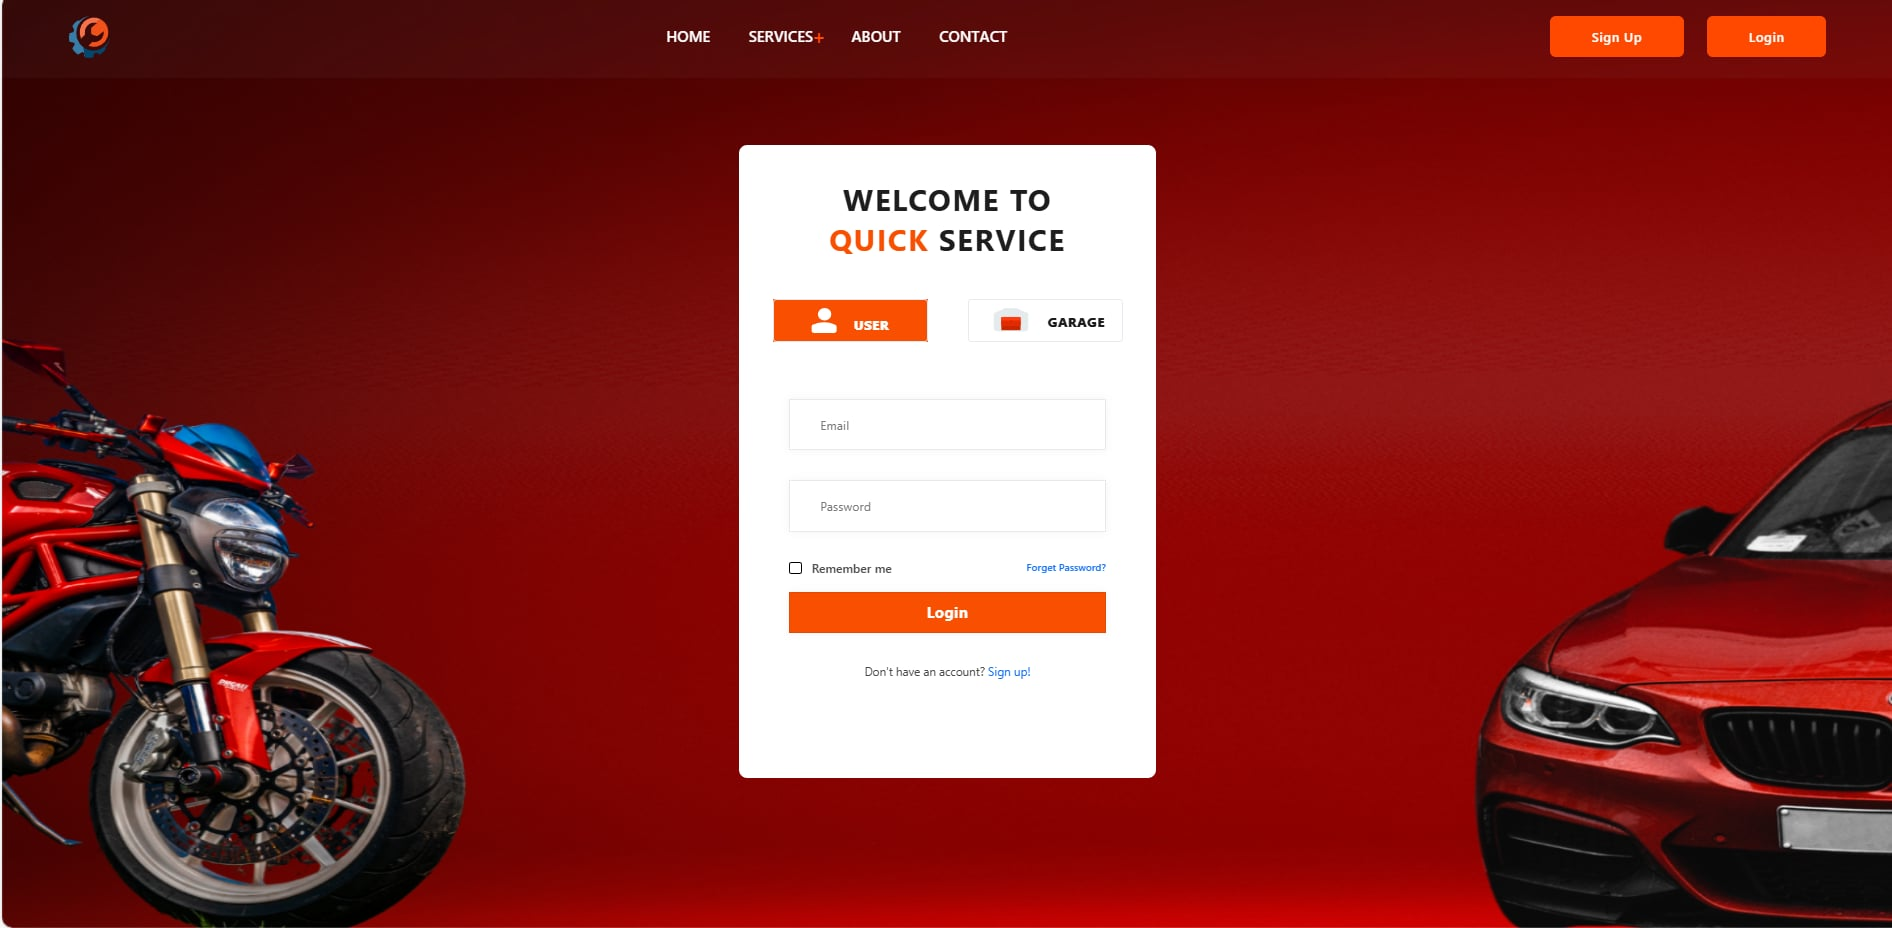 HOME SERVICES+ ABOUT CONTACT Sign Up Login
WELCOME TO
QUICK SERVICE
USER GARAGE
Email
Password
Remember me Forget Password?
Login
Don't have an account? Sign up!
DUCATI